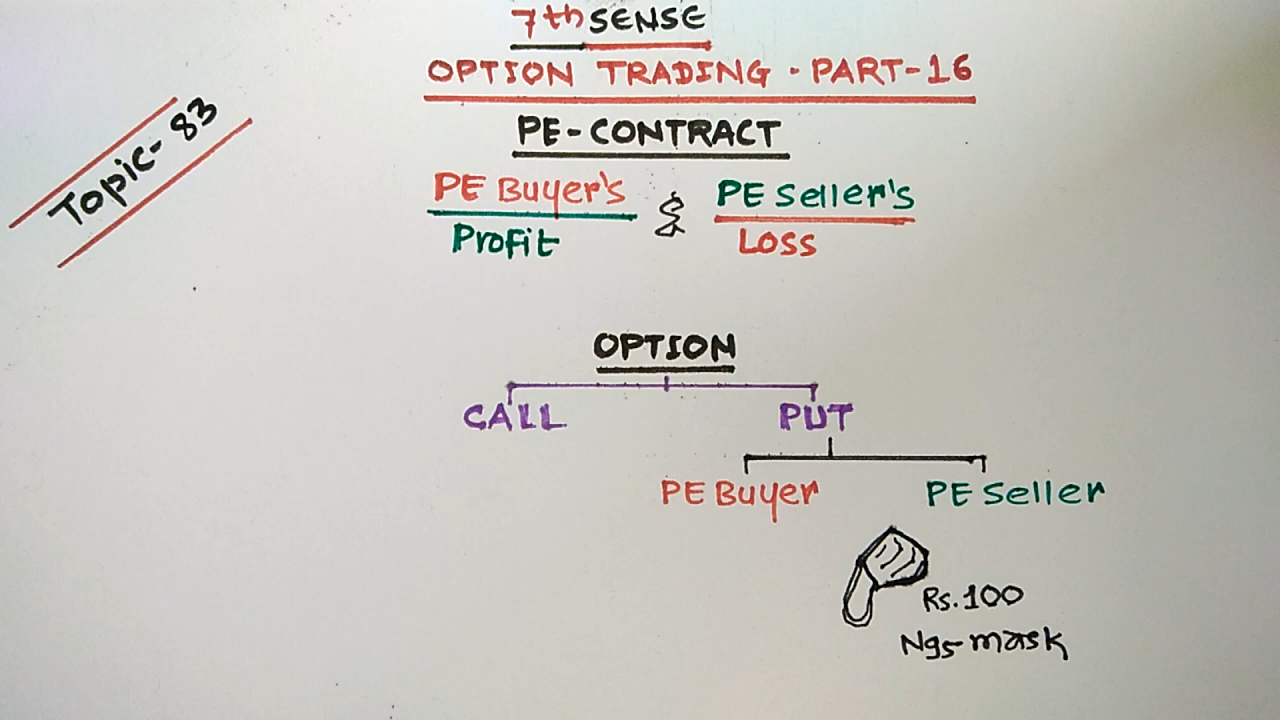 7th SENSE
OPTION TRADING - PART-16
Topic-83
PE-CONTRACT
PE Buyer's & PE Seller's
Profit Loss
OPTION
CALL PUT
PE Buyer PE Seller
Rs.100
N95-mask